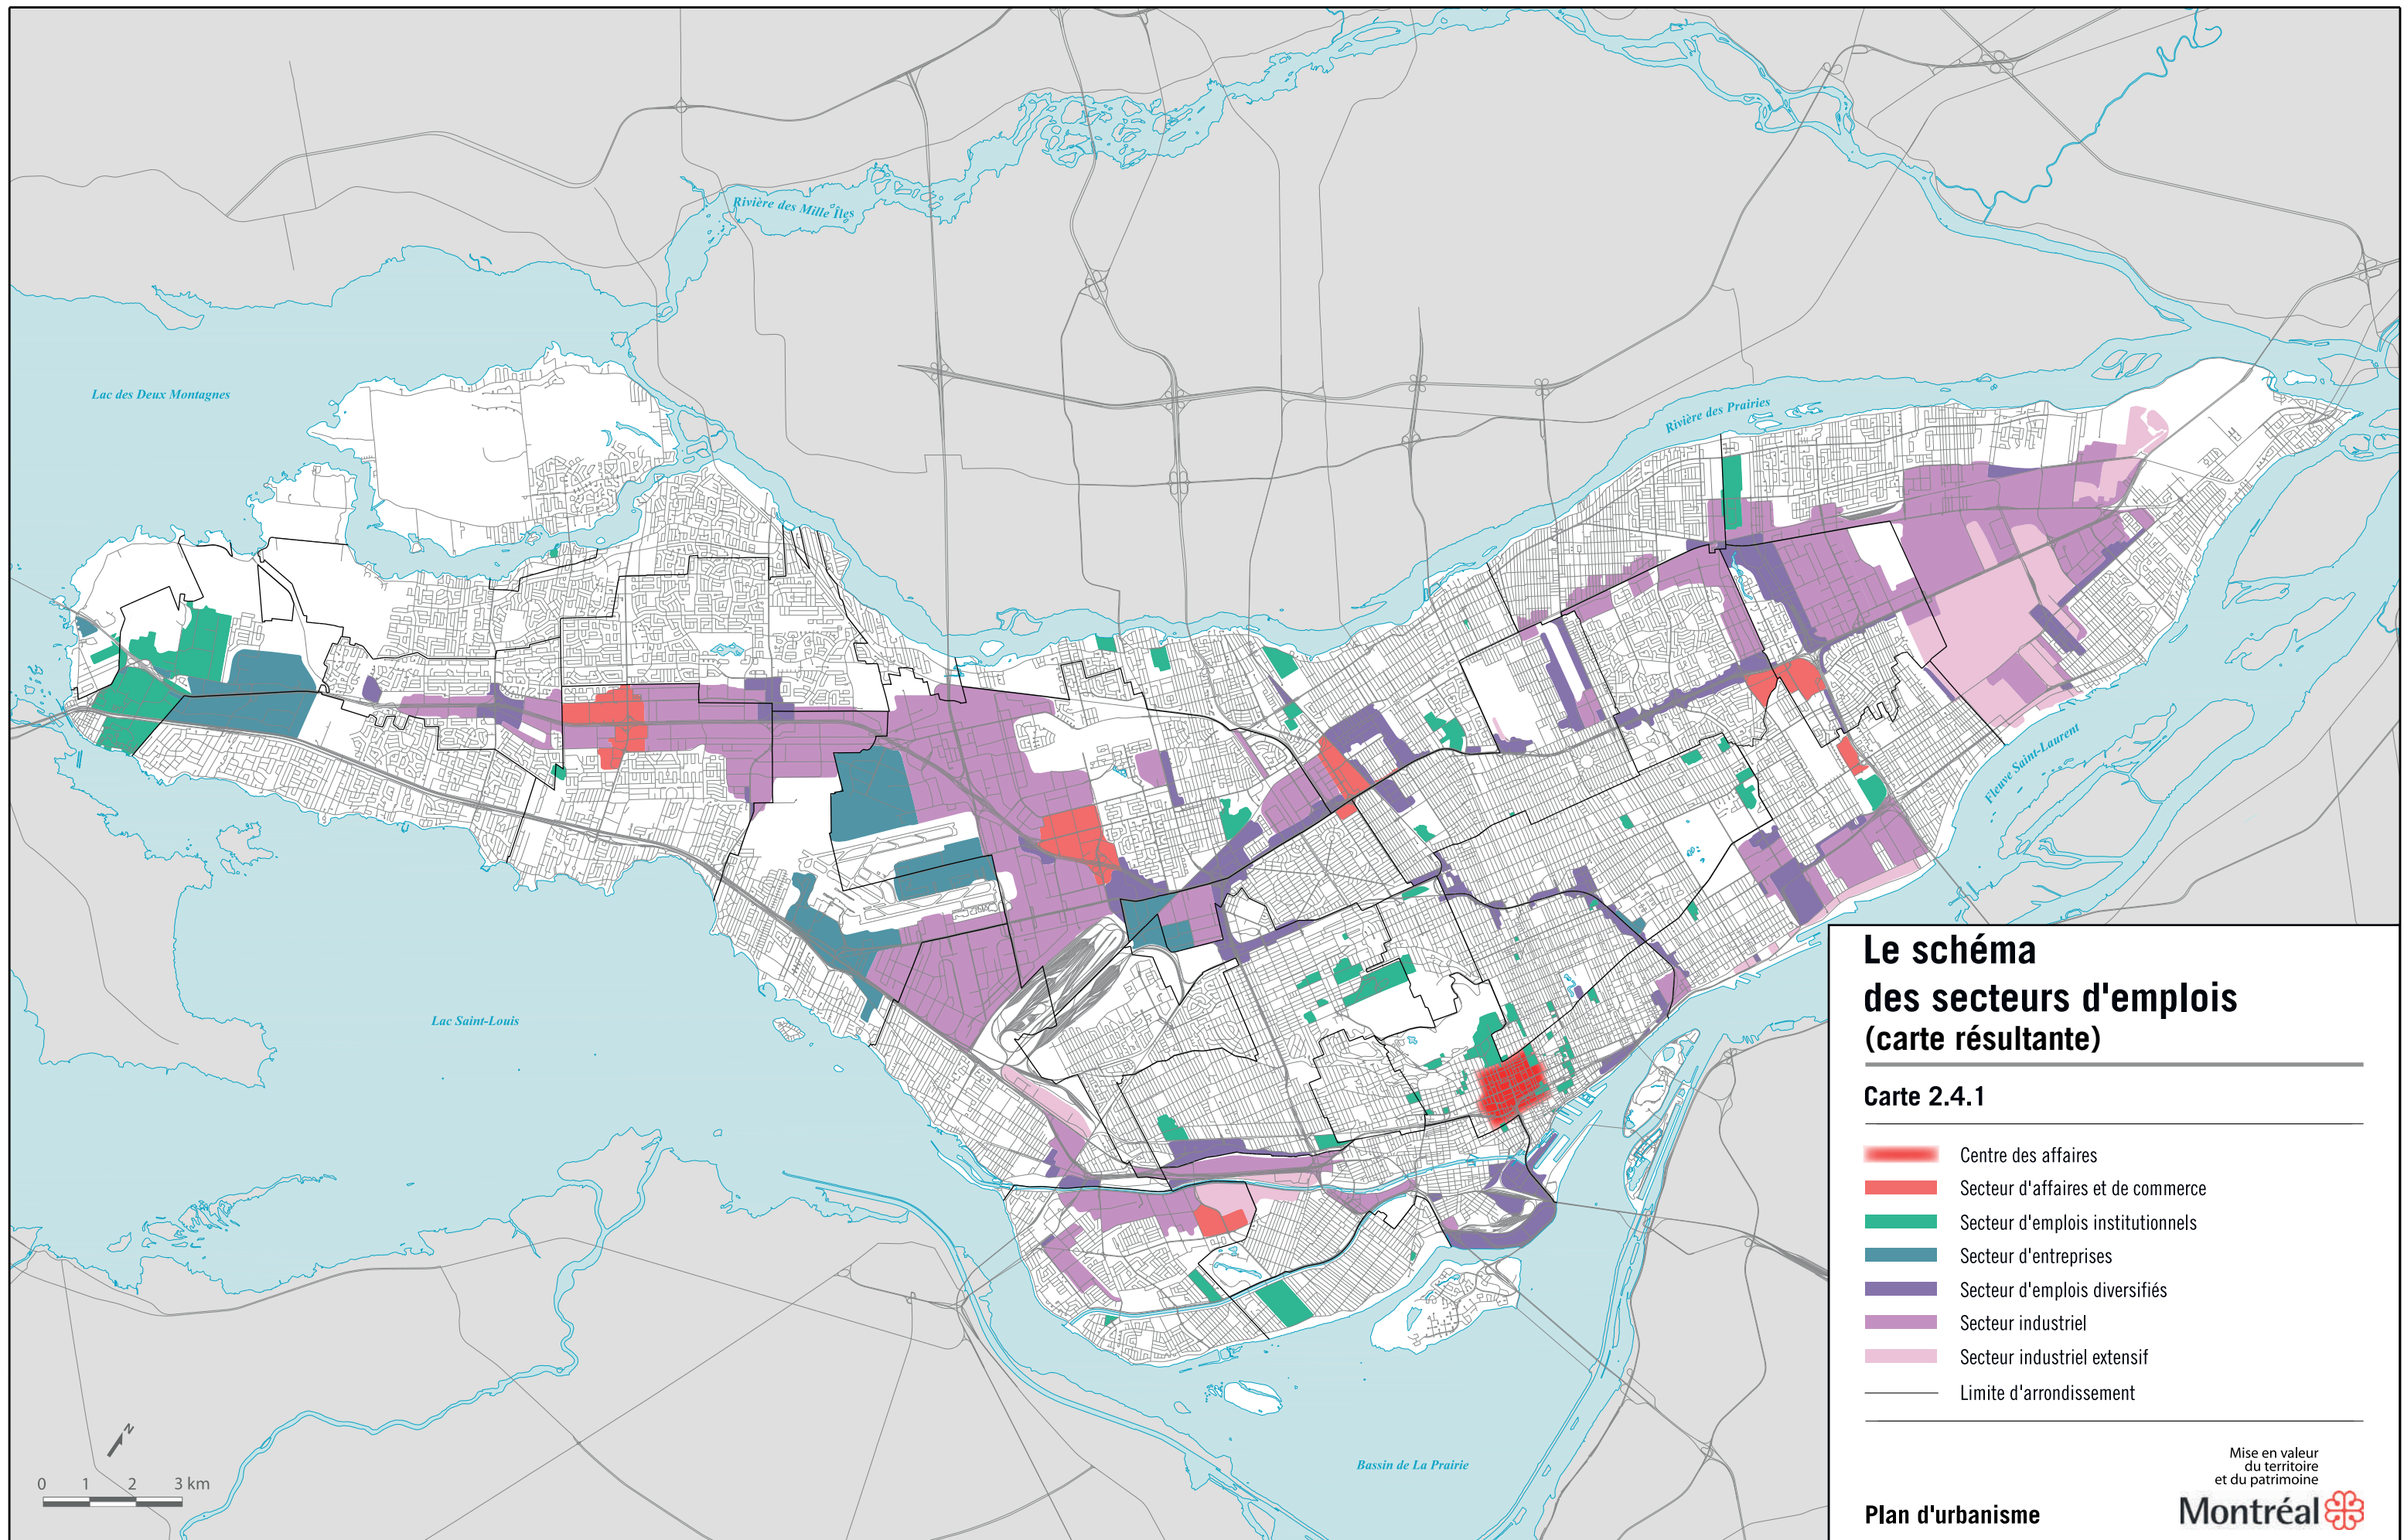 Rivière des Mille Îles
Lac des Deux Montagnes
Rivière des Prairies
Fleuve Saint-Laurent
Lac Saint-Louis
Bassin de La Prairie
N
0 1 2 3 km
Le schéma
des secteurs d'emplois
(carte résultante)
Carte 2.4.1
Centre des affaires
Secteur d'affaires et de commerce
Secteur d'emplois institutionnels
Secteur d'entreprises
Secteur d'emplois diversifiés
Secteur industriel
Secteur industriel extensif
Limite d'arrondissement
Mise en valeur
du territoire
et du patrimoine
Plan d'urbanisme
Montréal